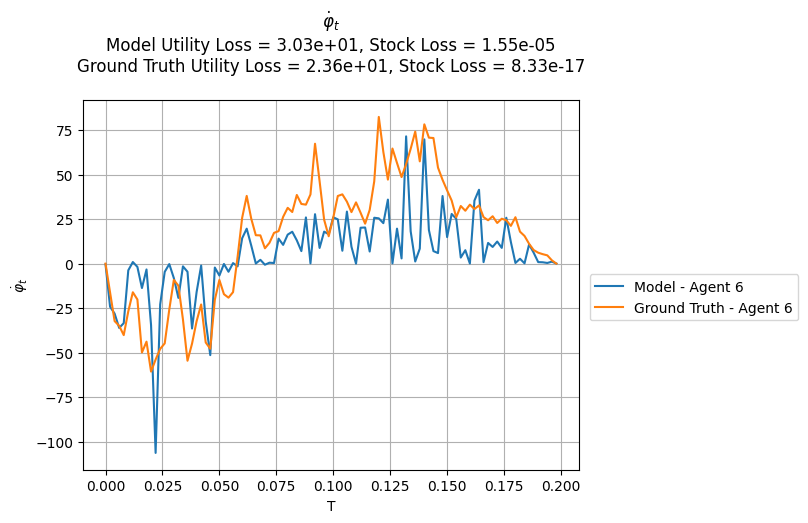 φ̇ₜ
Model Utility Loss = 3.03e+01, Stock Loss = 1.55e-05
Ground Truth Utility Loss = 2.36e+01, Stock Loss = 8.33e-17
75
50
25
0
−25
−50
−75
−100
φ̇ₜ
0.000 0.025 0.050 0.075 0.100 0.125 0.150 0.175 0.200
T
Model - Agent 6
Ground Truth - Agent 6